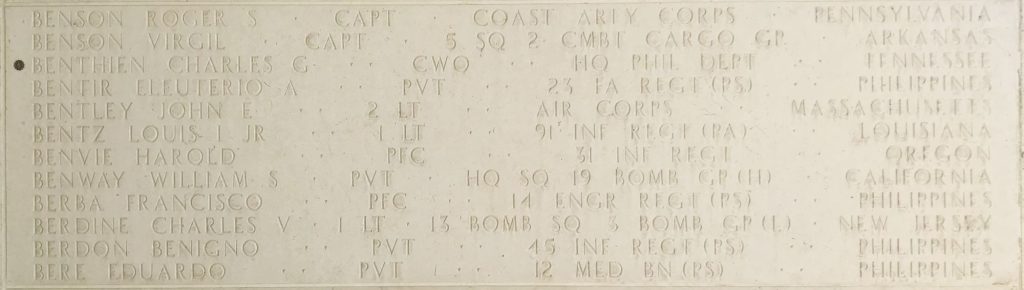 BENSON ROGER S · CAPT · COAST ARTY CORPS · PENNSYLVANIA
BENSON VIRGIL · CAPT · 5 SQ 2 CMBT CARGO GP · ARKANSAS
BENTHIEN CHARLES G · CWO · HQ PHIL DEPT · TENNESSEE
BENTIR ELEUTERIO A · PVT · 23 FA REGT (PS) · PHILIPPINES
BENTLEY JOHN E · 2 LT · AIR CORPS · MASSACHUSETTS
BENTZ LOUIS I JR · 1 LT · 91 INF REGT (PA) · LOUISIANA
BENVIE HAROLD · PFC · 31 INF REGT · OREGON
BENWAY WILLIAM S · PVT · HQ SQ 19 BOMB GP (H) · CALIFORNIA
BERBA FRANCISCO · PFC · 14 ENGR REGT (PS) · PHILIPPINES
BERDINE CHARLES V · 1 LT · 13 BOMB SQ 3 BOMB GP (L) · NEW JERSEY
BERDON BENIGNO · PVT · 45 INF REGT (PS) · PHILIPPINES
BERE EDUARDO · PVT · 12 MED BN (PS) · PHILIPPINES